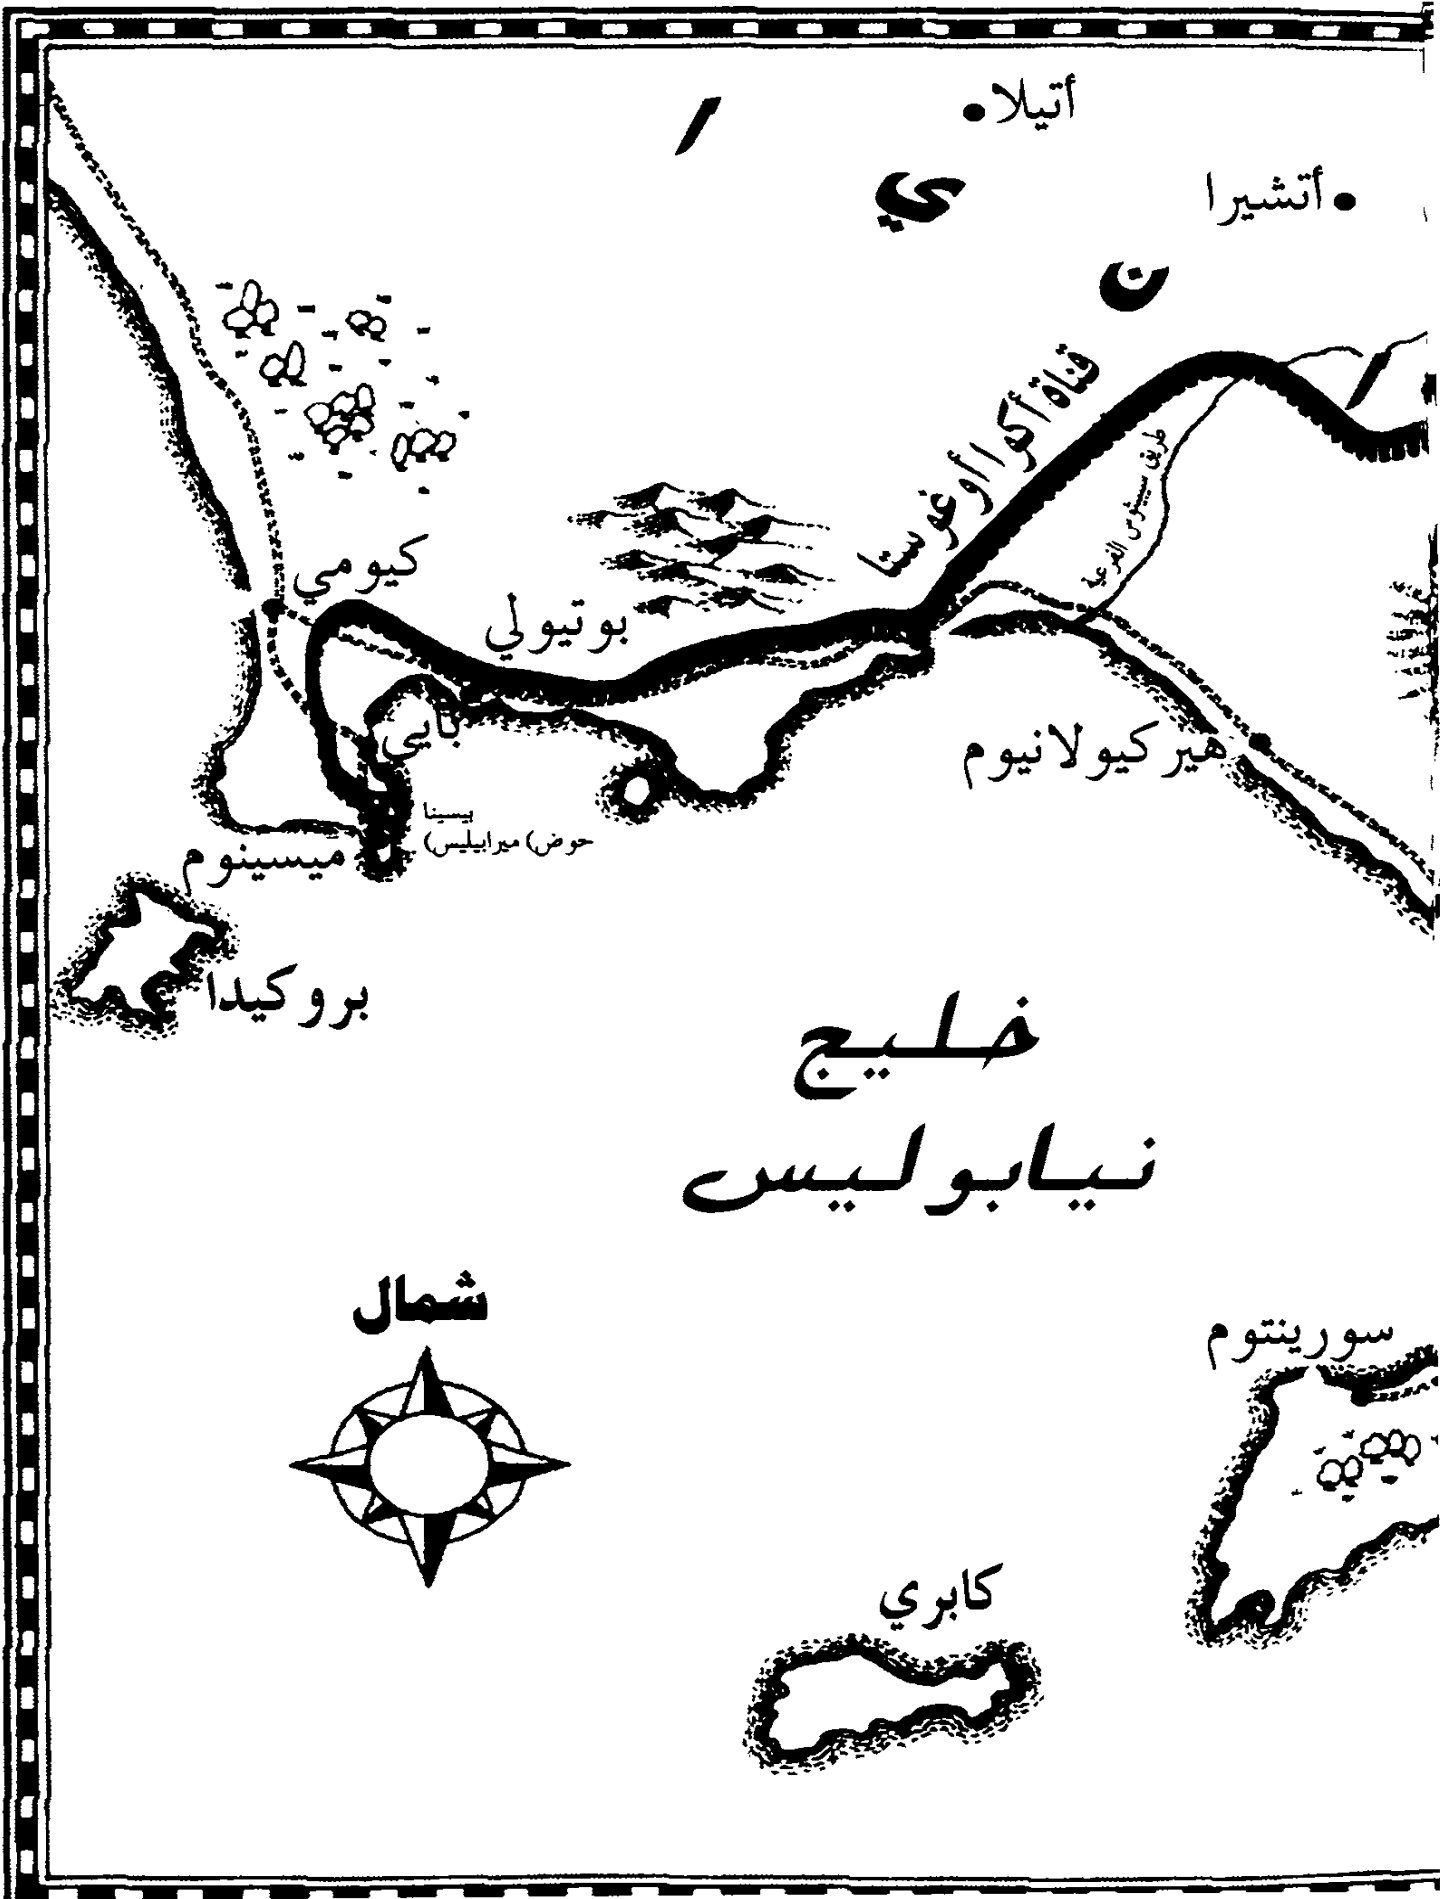 أتيلا
أتشيرا
ا
ي
ن
ا
قناة أكوا أوغوستا
طريق سيبثوس الفرعية
كيومي
بوتيولي
بايي
هيركيولانيوم
بيسينا
حوض) ميرابيليس)
ميسينوم
بروكيدا
خليج
نيابوليس
شمال
سورينتوم
كابري